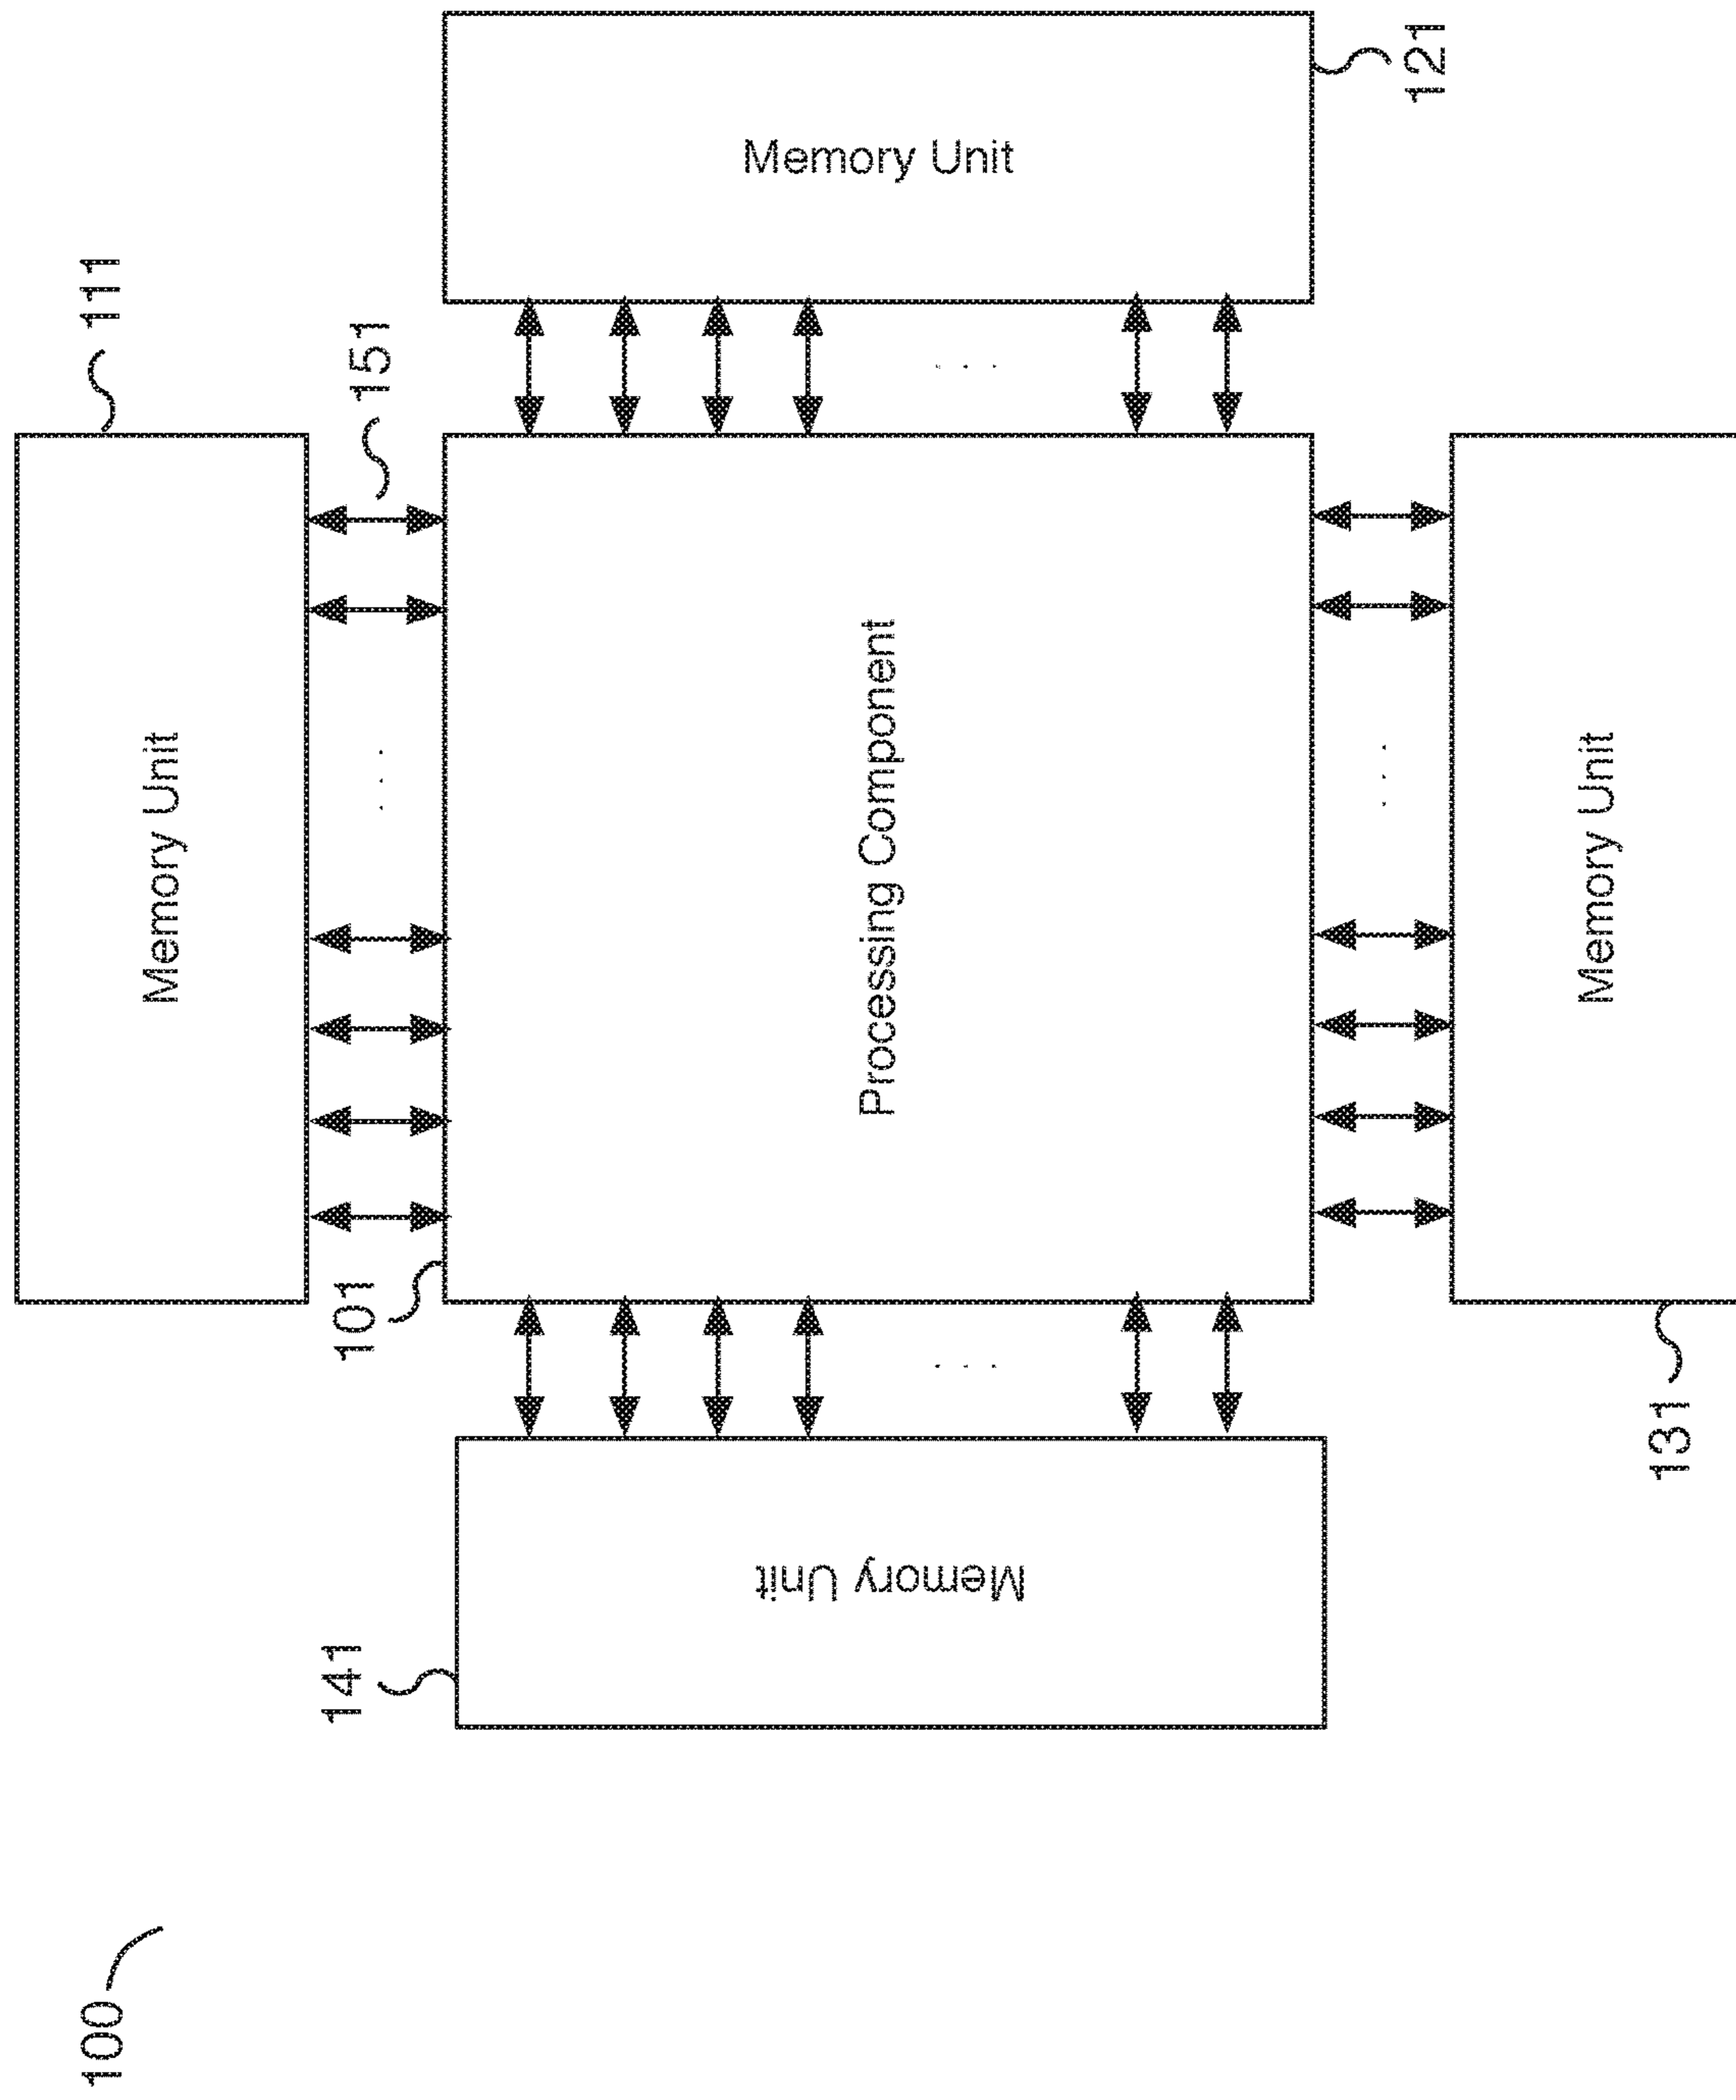 100
111
Memory Unit
141
101
151
Memory Unit
Processing Component
Memory Unit
121
Memory Unit
131